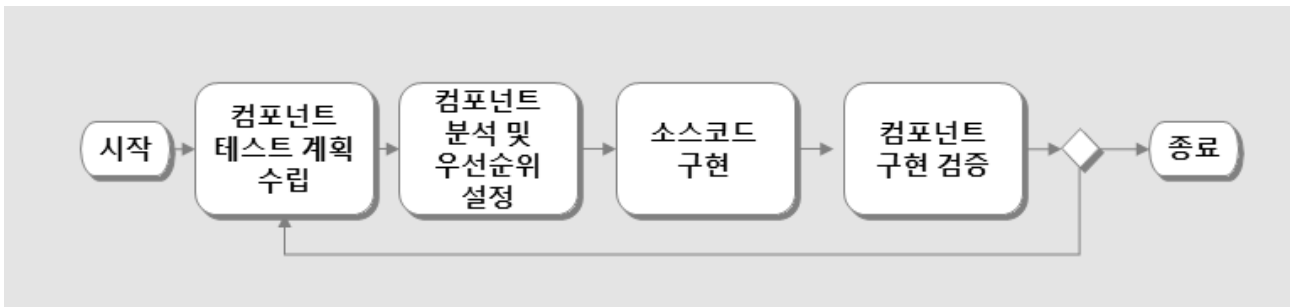 시작
컴포넌트
테스트 계획
수립
컴포넌트
분석 및
우선순위
설정
소스코드
구현
컴포넌트
구현 검증
종료